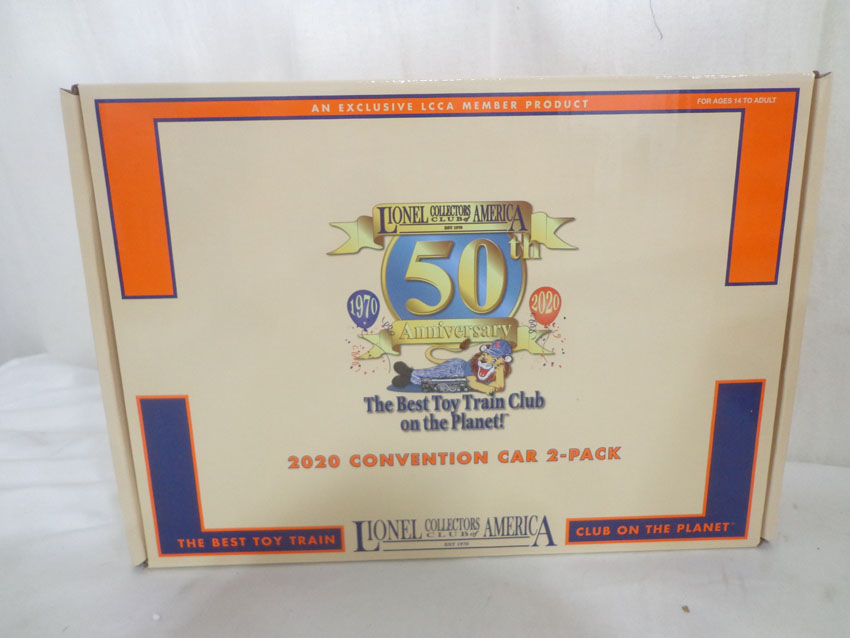 AN EXCLUSIVE LCCA MEMBER PRODUCT
FOR AGES 14 TO ADULT
LIONEL COLLECTORS CLUB of AMERICA
EST 1970
50th
1970
2020
Anniversary
The Best Toy Train Club
on the Planet!™
2020 CONVENTION CAR 2-PACK
THE BEST TOY TRAIN
LIONEL COLLECTORS CLUB of AMERICA
EST 1970
CLUB ON THE PLANET™